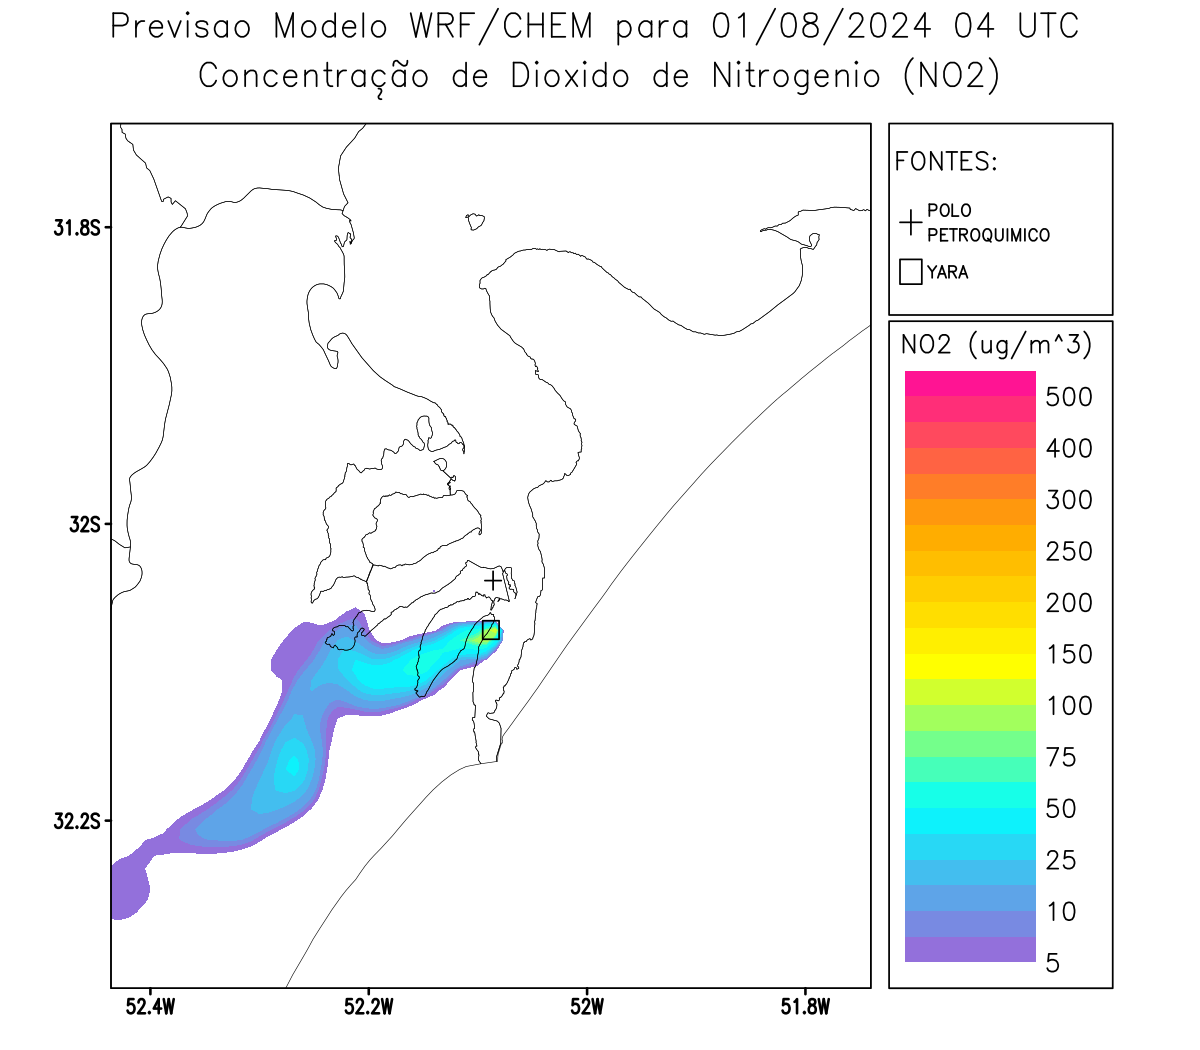 Previsao Modelo WRF/CHEM para 01/08/2024 04 UTC
Concentração de Dioxido de Nitrogenio (NO2)
FONTES:
POLO
PETROQUIMICO
YARA
NO2 (ug/m^3)
500
400
300
250
200
150
100
75
50
25
10
5
31.8S
32S
32.2S
52.4W
52.2W
52W
51.8W